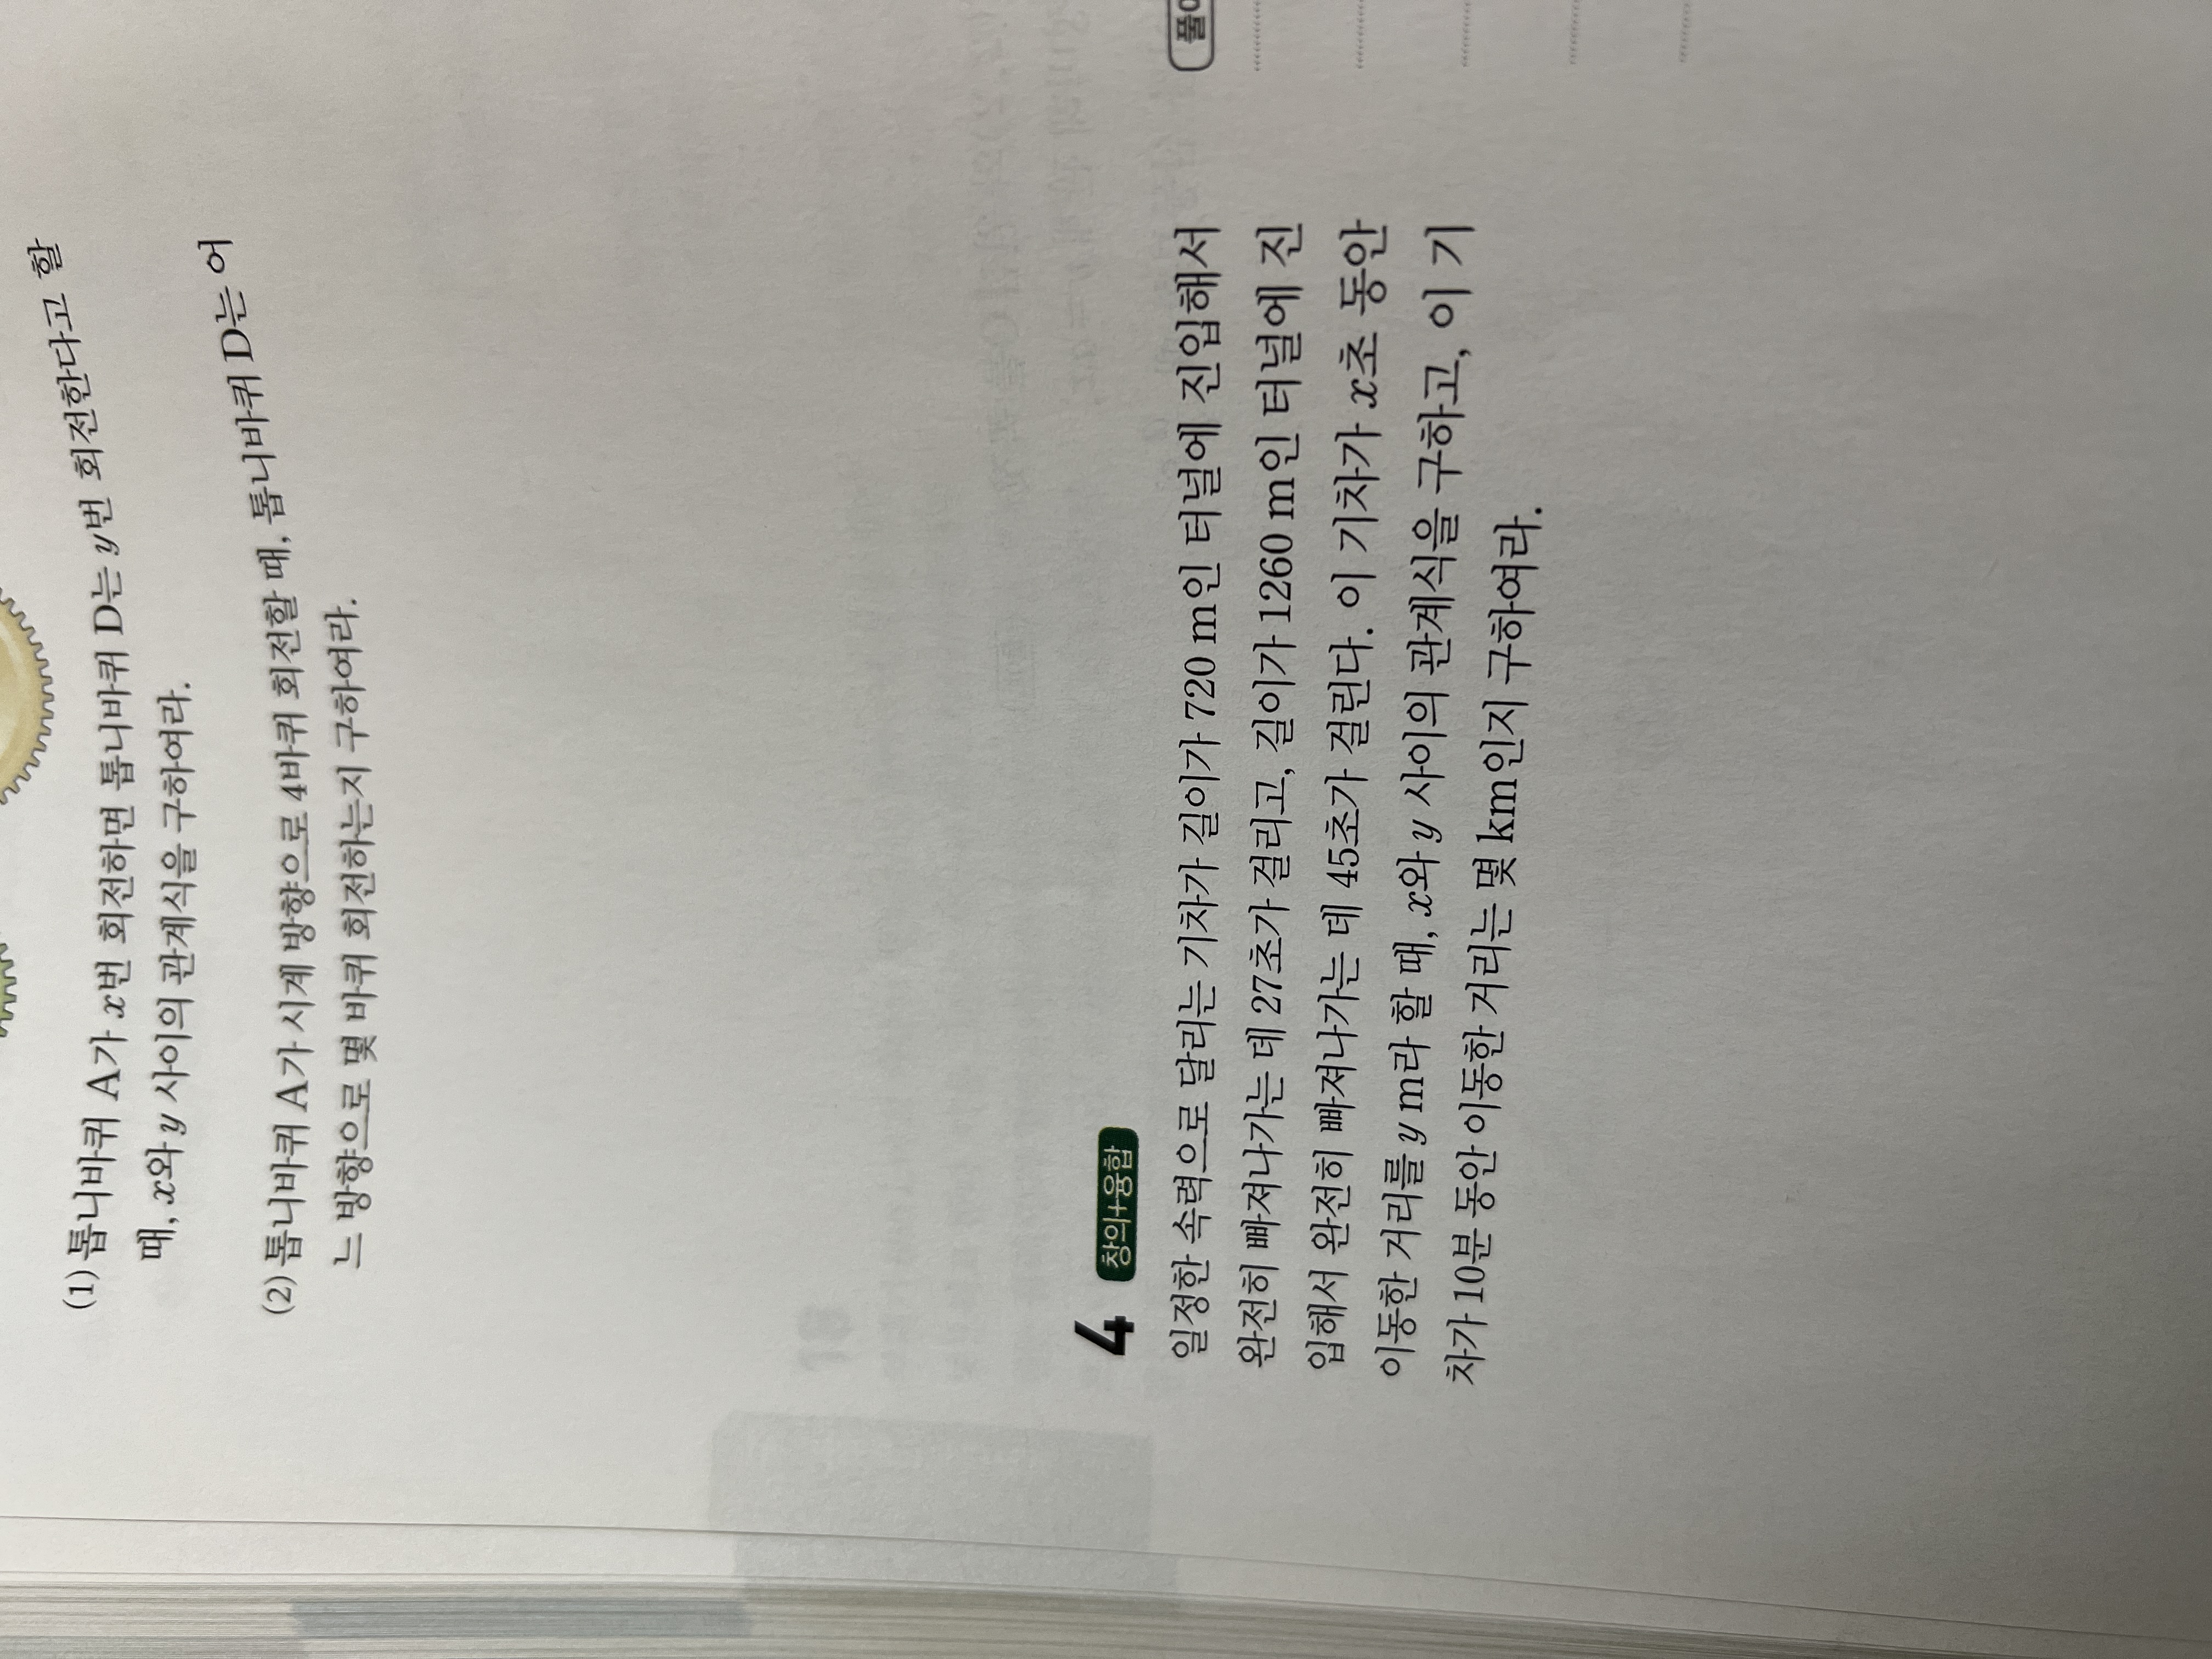 (1) 톱니바퀴 A가 x번 회전하면 톱니바퀴 D는 y번 회전한다고 할
때, x와 y 사이의 관계식을 구하여라.
(2) 톱니바퀴 A가 시계 방향으로 4바퀴 회전할 때, 톱니바퀴 D는 어
느 방향으로 몇 바퀴 회전하는지 구하여라.
4 창의+융합
일정한 속력으로 달리는 기차가 길이가 720 m인 터널에 진입해서
완전히 빠져나가는 데 27초가 걸리고, 길이가 1260 m인 터널에 진
입해서 완전히 빠져나가는 데 45초가 걸린다. 이 기차가 x초 동안
이동한 거리를 y m라 할 때, x와 y 사이의 관계식을 구하고, 이 기
차가 10분 동안 이동한 거리는 몇 km인지 구하여라.